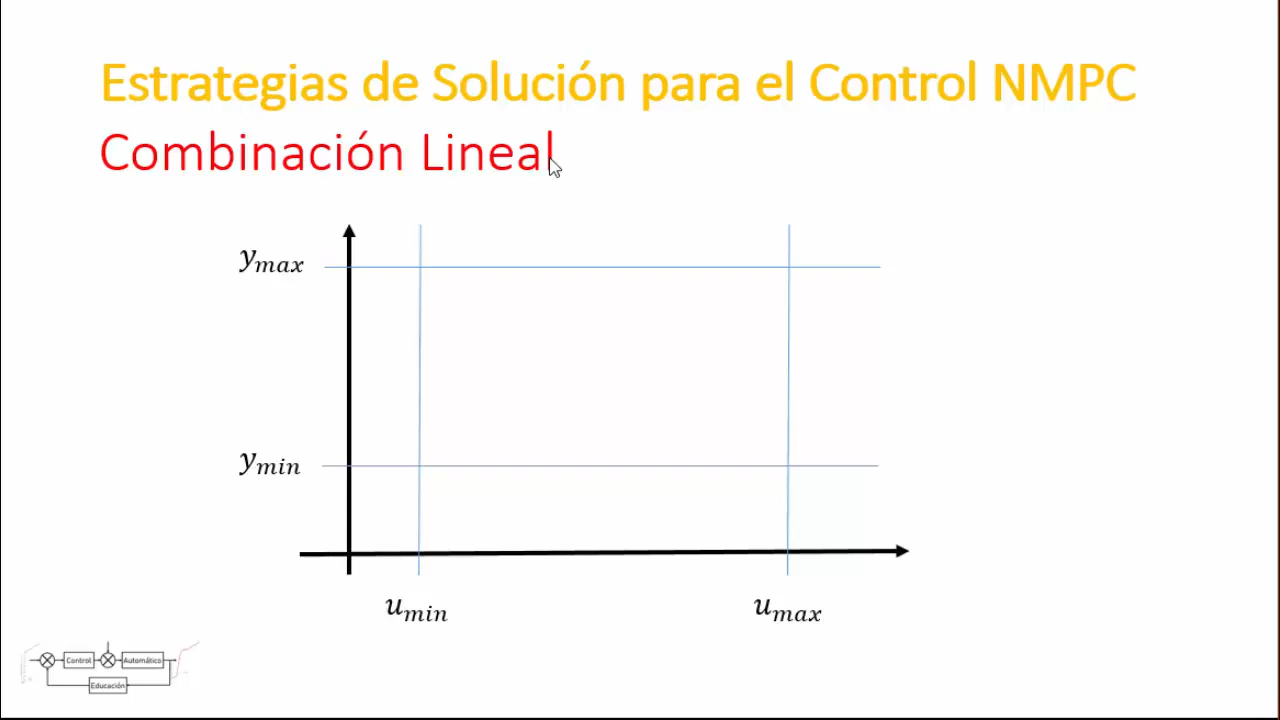 Estrategias de Solución para el Control NMPC
Combinación Lineal
y_max
y_min
u_min
u_max
Control
Automático
Educación